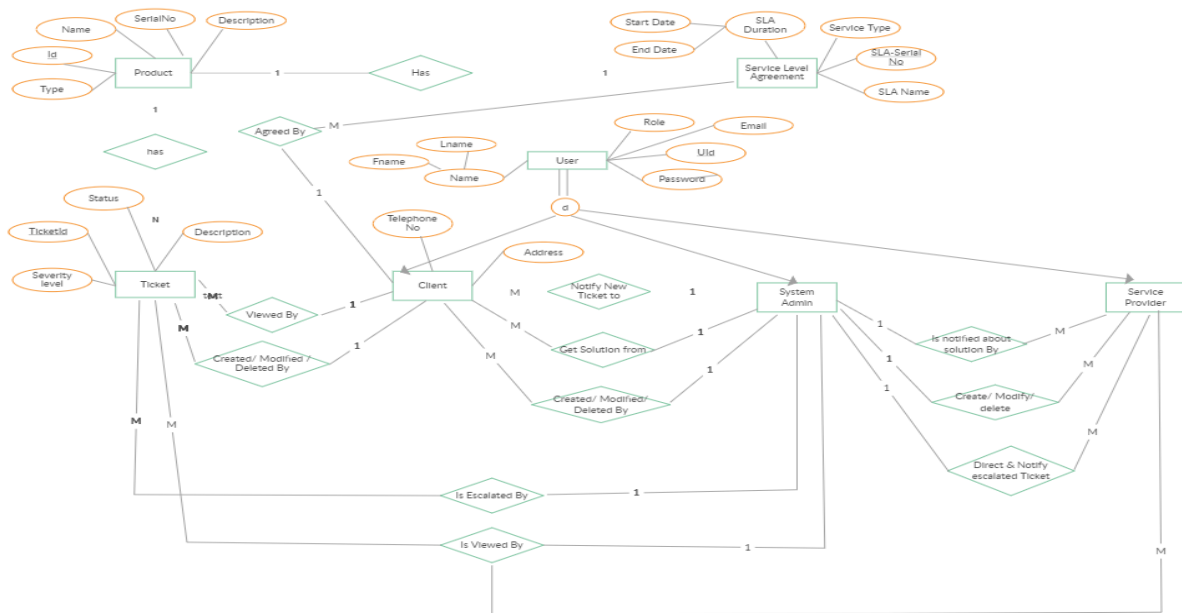 SerialNo
Name
Description
Id
Product
Type
1
Has
1
Start Date
SLA
Duration
Service Type
End Date
SLA-Serial
No
Service Level
Agreement
SLA Name
1
has
Agreed By
M
Role
Email
Lname
Fname
User
UId
Name
Password
Status
1
d
N
TicketId
Description
Telephone
No
Address
Severity
level
Ticket
Client
M
Notify New
Ticket to
1
System
Admin
Service
Provider
M
Viewed By
1
M
1
1
M
M
Created/ Modified /
Deleted By
1
Get Solution from
Is notified about
solution By
M
1
1
M
Created/ Modified/
Deleted By
1
1
Create/ Modify/
delete
M
M
M
Direct & Notify
escalated Ticket
M
Is Escalated By
1
Is Viewed By
1
M